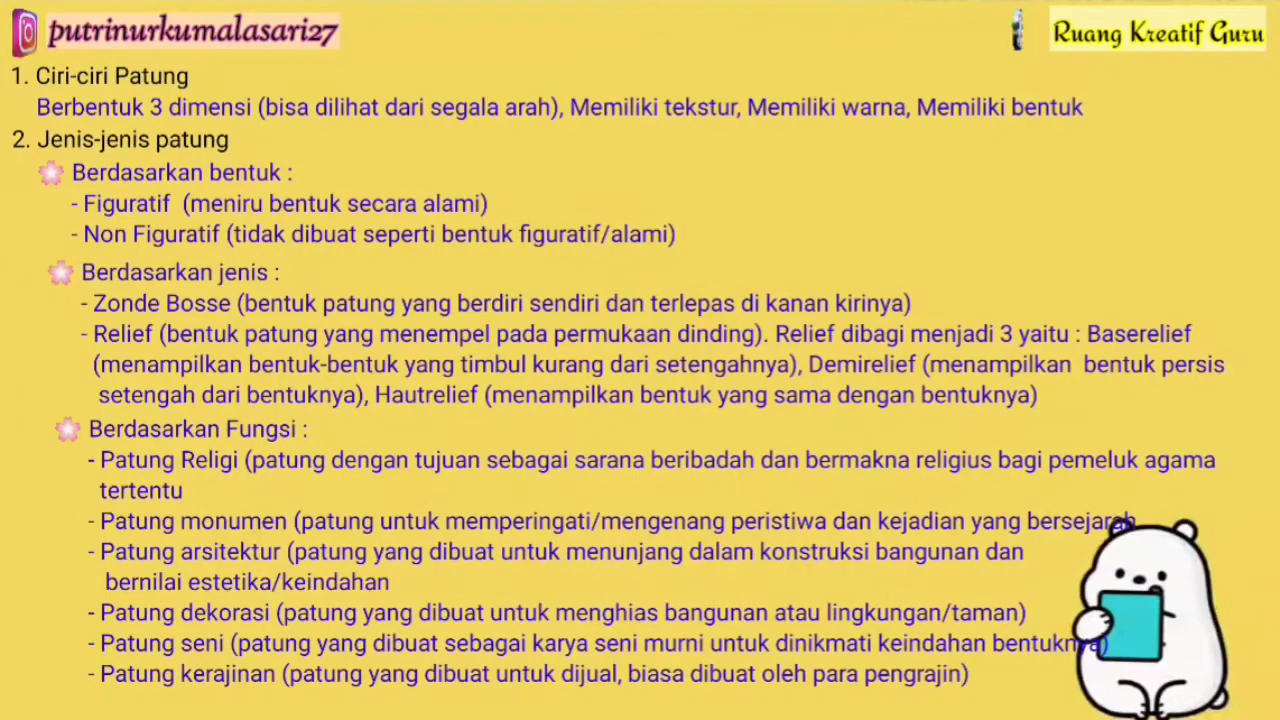 putrinurkumalasari27
Ruang Kreatif Guru
1. Ciri-ciri Patung
Berbentuk 3 dimensi (bisa dilihat dari segala arah), Memiliki tekstur, Memiliki warna, Memiliki bentuk
2. Jenis-jenis patung
Berdasarkan bentuk :
- Figuratif (meniru bentuk secara alami)
- Non Figuratif (tidak dibuat seperti bentuk figuratif/alami)
Berdasarkan jenis :
- Zonde Bosse (bentuk patung yang berdiri sendiri dan terlepas di kanan kirinya)
- Relief (bentuk patung yang menempel pada permukaan dinding). Relief dibagi menjadi 3 yaitu : Baserelief
(menampilkan bentuk-bentuk yang timbul kurang dari setengahnya), Demirelief (menampilkan bentuk persis
setengah dari bentuknya), Hautrelief (menampilkan bentuk yang sama dengan bentuknya)
Berdasarkan Fungsi :
- Patung Religi (patung dengan tujuan sebagai sarana beribadah dan bermakna religius bagi pemeluk agama
tertentu
- Patung monumen (patung untuk memperingati/mengenang peristiwa dan kejadian yang bersejarah
- Patung arsitektur (patung yang dibuat untuk menunjang dalam konstruksi bangunan dan
bernilai estetika/keindahan
- Patung dekorasi (patung yang dibuat untuk menghias bangunan atau lingkungan/taman)
- Patung seni (patung yang dibuat sebagai karya seni murni untuk dinikmati keindahan bentuknya)
- Patung kerajinan (patung yang dibuat untuk dijual, biasa dibuat oleh para pengrajin)